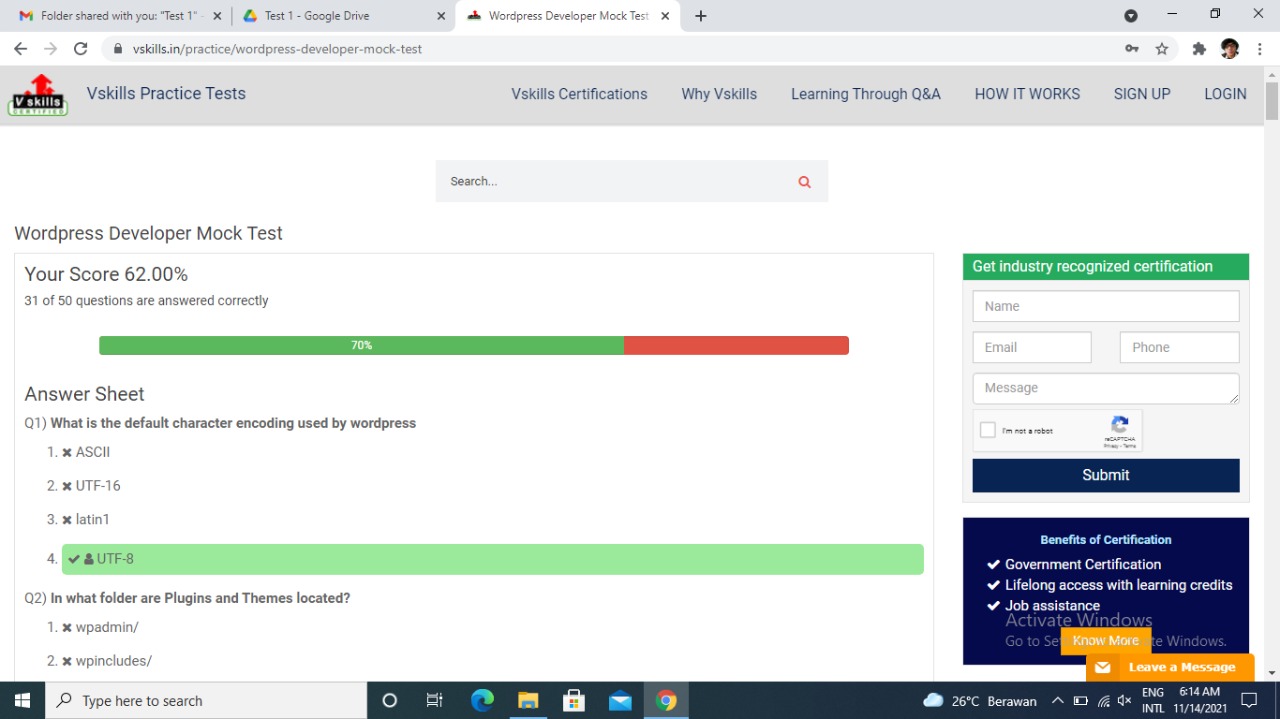 Folder shared with you: "Test 1" -
Test 1 - Google Drive
Wordpress Developer Mock Test
vskills.in/practice/wordpress-developer-mock-test
V skills
CERTIFIED
Vskills Practice Tests
Vskills Certifications
Why Vskills
Learning Through Q&A
HOW IT WORKS
SIGN UP
LOGIN
Search...
Wordpress Developer Mock Test
Your Score 62.00%
31 of 50 questions are answered correctly
70%
Answer Sheet
Q1) What is the default character encoding used by wordpress
1. ASCII
2. UTF-16
3. latin1
4. UTF-8
Q2) In what folder are Plugins and Themes located?
1. wpadmin/
2. wpincludes/
Get industry recognized certification
Name
Email
Phone
Message
I'm not a robot
reCAPTCHA
Privacy - Terms
Submit
Benefits of Certification
Government Certification
Lifelong access with learning credits
Job assistance
Activate Windows
Know More
Leave a Message
Type here to search
26°C Berawan
ENG
INTL
6:14 AM
11/14/2021